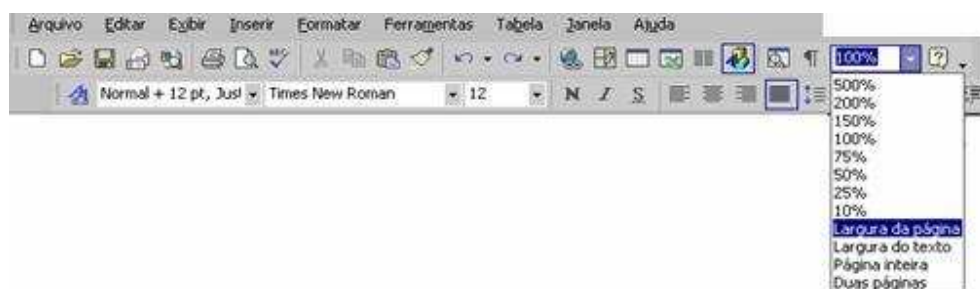 Arquivo Editar Exibir Inserir Formatar Ferramentas Tabela Janela Ajuda
100%
Normal + 12 pt, Just Times New Roman 12 N I S
500%
200%
150%
100%
75%
50%
25%
10%
Largura da página
Largura do texto
Página inteira
Duas páginas